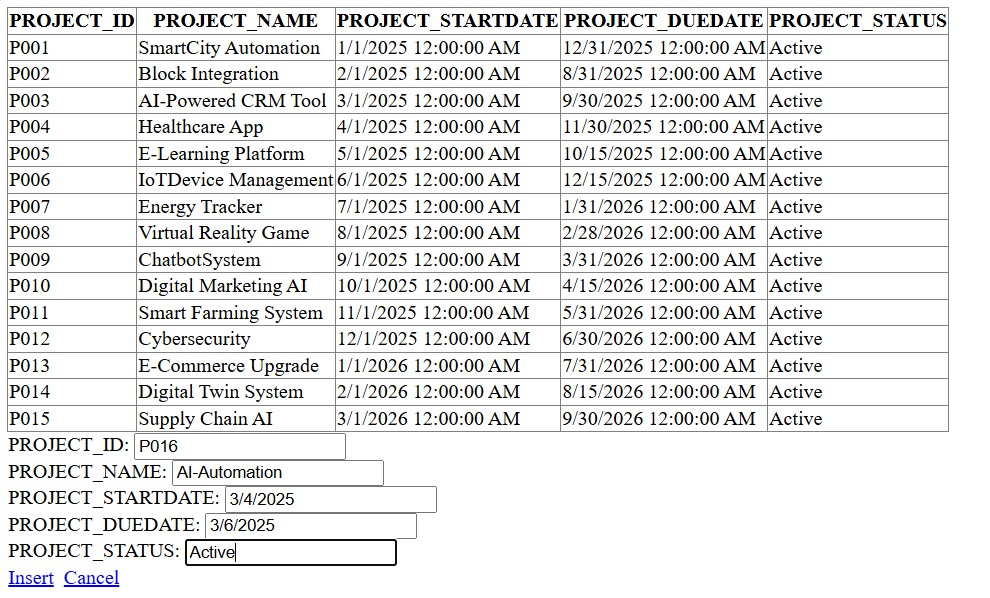 PROJECT_ID PROJECT_NAME PROJECT_STARTDATE PROJECT_DUEDATE PROJECT_STATUS
P001 SmartCity Automation 1/1/2025 12:00:00 AM 12/31/2025 12:00:00 AM Active
P002 Block Integration 2/1/2025 12:00:00 AM 8/31/2025 12:00:00 AM Active
P003 AI-Powered CRM Tool 3/1/2025 12:00:00 AM 9/30/2025 12:00:00 AM Active
P004 Healthcare App 4/1/2025 12:00:00 AM 11/30/2025 12:00:00 AM Active
P005 E-Learning Platform 5/1/2025 12:00:00 AM 10/15/2025 12:00:00 AM Active
P006 IoTDevice Management 6/1/2025 12:00:00 AM 12/15/2025 12:00:00 AM Active
P007 Energy Tracker 7/1/2025 12:00:00 AM 1/31/2026 12:00:00 AM Active
P008 Virtual Reality Game 8/1/2025 12:00:00 AM 2/28/2026 12:00:00 AM Active
P009 ChatbotSystem 9/1/2025 12:00:00 AM 3/31/2026 12:00:00 AM Active
P010 Digital Marketing AI 10/1/2025 12:00:00 AM 4/15/2026 12:00:00 AM Active
P011 Smart Farming System 11/1/2025 12:00:00 AM 5/31/2026 12:00:00 AM Active
P012 Cybersecurity 12/1/2025 12:00:00 AM 6/30/2026 12:00:00 AM Active
P013 E-Commerce Upgrade 1/1/2026 12:00:00 AM 7/31/2026 12:00:00 AM Active
P014 Digital Twin System 2/1/2026 12:00:00 AM 8/15/2026 12:00:00 AM Active
P015 Supply Chain AI 3/1/2026 12:00:00 AM 9/30/2026 12:00:00 AM Active
PROJECT_ID: P016
PROJECT_NAME: AI-Automation
PROJECT_STARTDATE: 3/4/2025
PROJECT_DUEDATE: 3/6/2025
PROJECT_STATUS: Active
Insert Cancel